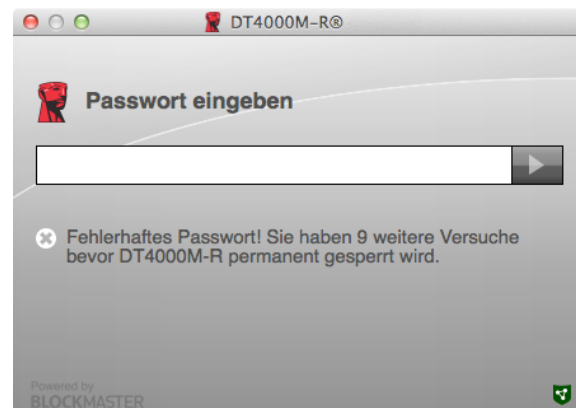 DT4000M-R®
Passwort eingeben
Fehlerhaftes Passwort! Sie haben 9 weitere Versuche
bevor DT4000M-R permanent gesperrt wird.
Powered by
BLOCKMASTER